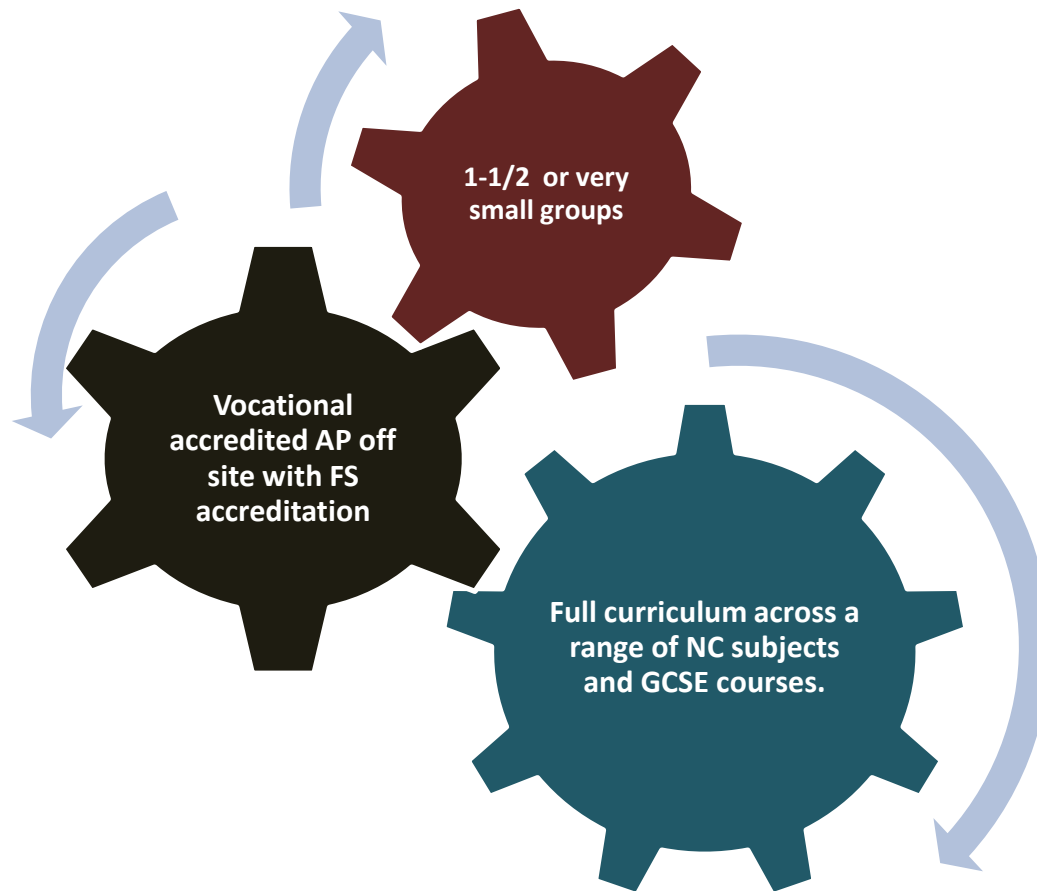 1-1/2  or very
small groups
Vocational
accredited AP off
site with FS
accreditation
Full curriculum across a
range of NC subjects
and GCSE courses.